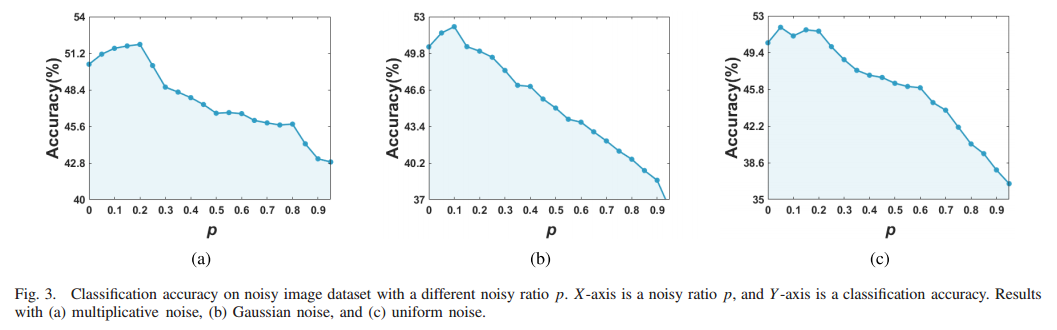 54
51.2
48.4
45.6
42.8
40
Accuracy(%)
0 0.1 0.2 0.3 0.4 0.5 0.6 0.7 0.8 0.9
p
(a)
53
49.8
46.6
43.4
40.2
37
Accuracy(%)
0 0.1 0.2 0.3 0.4 0.5 0.6 0.7 0.8 0.9
p
(b)
53
49.4
45.8
42.2
38.6
35
Accuracy(%)
0 0.1 0.2 0.3 0.4 0.5 0.6 0.7 0.8 0.9
p
(c)
Fig. 3. Classification accuracy on noisy image dataset with a different noisy ratio p. X-axis is a noisy ratio p, and Y-axis is a classification accuracy. Results
with (a) multiplicative noise, (b) Gaussian noise, and (c) uniform noise.